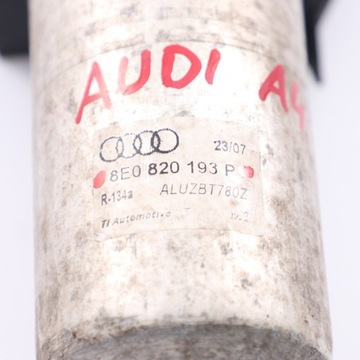 AUDI A4
23/07
8E0 820 193 P
R-134a ALUZBT780Z
TI Automotive